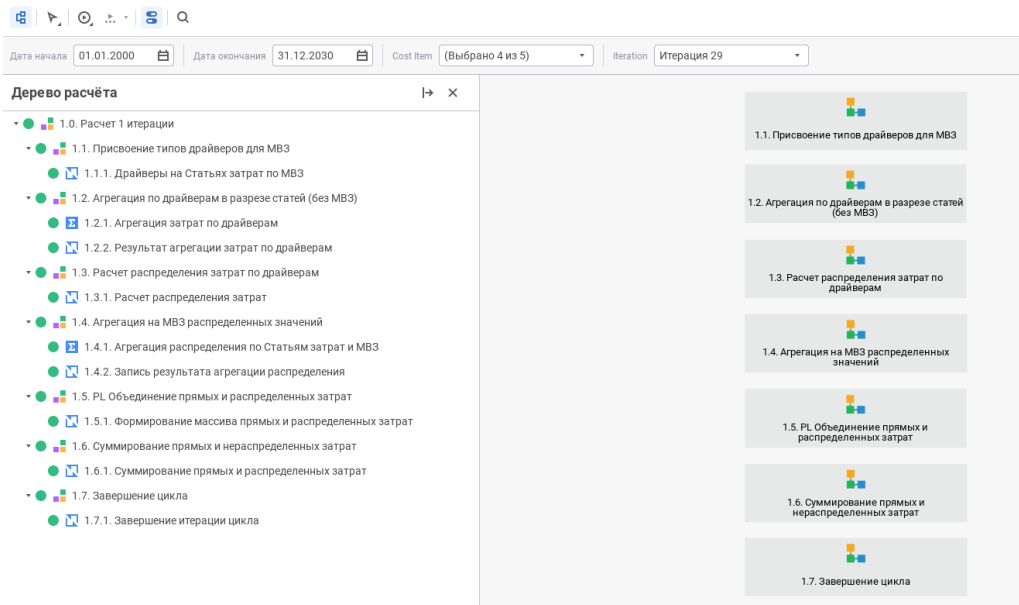 Дата начала 01.01.2000 Дата окончания 31.12.2030 Cost Item (Выбрано 4 из 5) Iteration Итерация 29
Дерево расчёта
1.0. Расчет 1 итерации
1.1. Присвоение типов драйверов для МВЗ
1.1.1. Драйверы на Статьях затрат по МВЗ
1.2. Агрегация по драйверам в разрезе статей (без МВЗ)
1.2.1. Агрегация затрат по драйверам
1.2.2. Результат агрегации затрат по драйверам
1.3. Расчет распределения затрат по драйверам
1.3.1. Расчет распределения затрат
1.4. Агрегация на МВЗ распределенных значений
1.4.1. Агрегация распределения по Статьям затрат и МВЗ
1.4.2. Запись результата агрегации распределения
1.5. PL Объединение прямых и распределенных затрат
1.5.1. Формирование массива прямых и распределенных затрат
1.6. Суммирование прямых и нераспределенных затрат
1.6.1. Суммирование прямых и распределенных затрат
1.7. Завершение цикла
1.7.1. Завершение итерации цикла
1.1. Присвоение типов драйверов для МВЗ
1.2. Агрегация по драйверам в разрезе статей
(без МВЗ)
1.3. Расчет распределения затрат по
драйверам
1.4. Агрегация на МВЗ распределенных
значений
1.5. PL Объединение прямых и
распределенных затрат
1.6. Суммирование прямых и
нераспределенных затрат
1.7. Завершение цикла